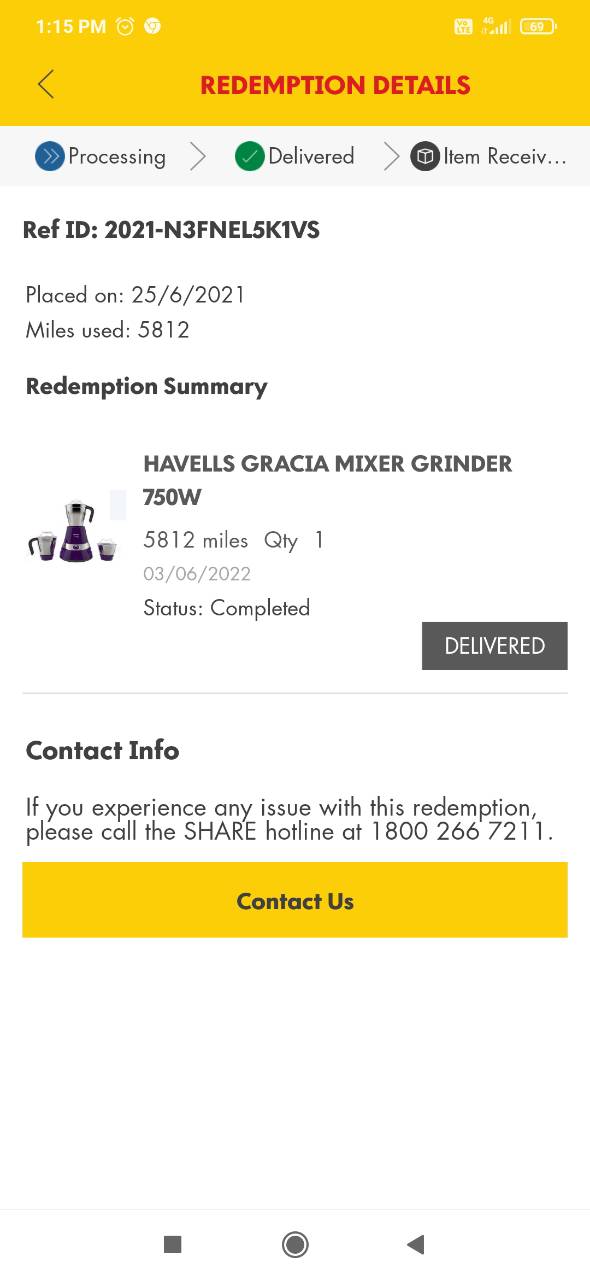 1:15 PM
Vo LTE 4G 69
REDEMPTION DETAILS
Processing Delivered Item Receiv...
Ref ID: 2021-N3FNEL5K1VS
Placed on: 25/6/2021
Miles used: 5812
Redemption Summary
HAVELLS GRACIA MIXER GRINDER
750W
5812 miles Qty 1
03/06/2022
Status: Completed
DELIVERED
Contact Info
If you experience any issue with this redemption,
please call the SHARE hotline at 1800 266 7211.
Contact Us